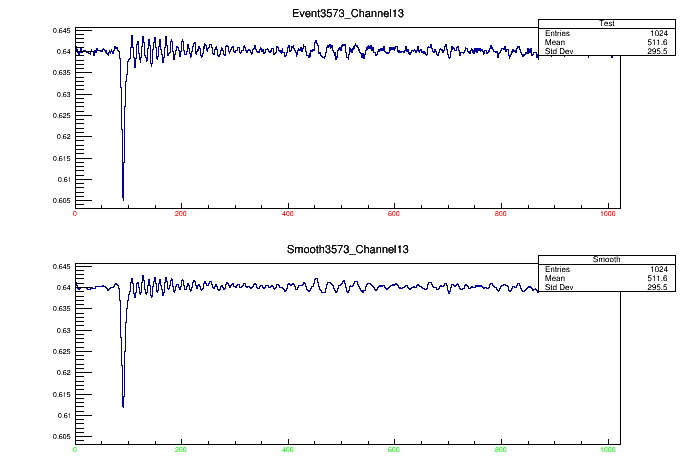 Event3573_Channel13
Test
Entries 1024
Mean 511.6
Std Dev 295.5
0.645
0.64
0.635
0.63
0.625
0.62
0.615
0.61
0.605
0 200 400 600 800 1000
Smooth3573_Channel13
Smooth
Entries 1024
Mean 511.6
Std Dev 295.5
0.645
0.64
0.635
0.63
0.625
0.62
0.615
0.61
0.605
0 200 400 600 800 1000